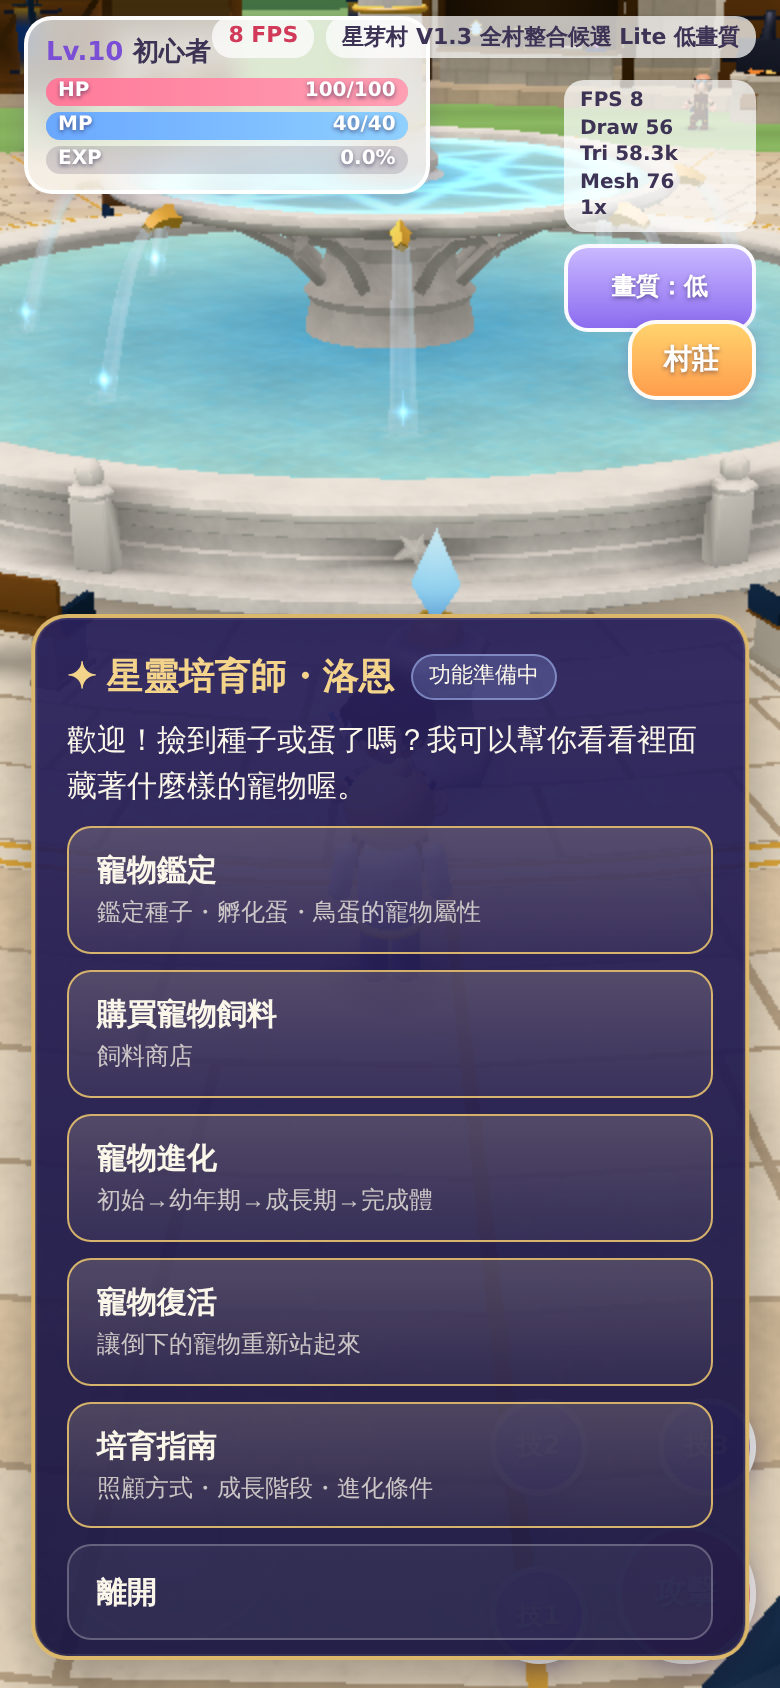 Lv.10 初心者
8 FPS
星芽村 V1.3 全村整合候選 Lite 低畫質
HP 100/100
MP 40/40
EXP 0.0%
FPS 8
Draw 56
Tri 58.3k
Mesh 76
1x
畫質：低
村莊
✦ 星靈培育師・洛恩 功能準備中
歡迎！撿到種子或蛋了嗎？我可以幫你看看裡面
藏著什麼樣的寵物喔。
寵物鑑定
鑑定種子・孵化蛋・鳥蛋的寵物屬性
購買寵物飼料
飼料商店
寵物進化
初始→幼年期→成長期→完成體
寵物復活
讓倒下的寵物重新站起來
技2 技3
培育指南
照顧方式・成長階段・進化條件
離開
攻擊
技1